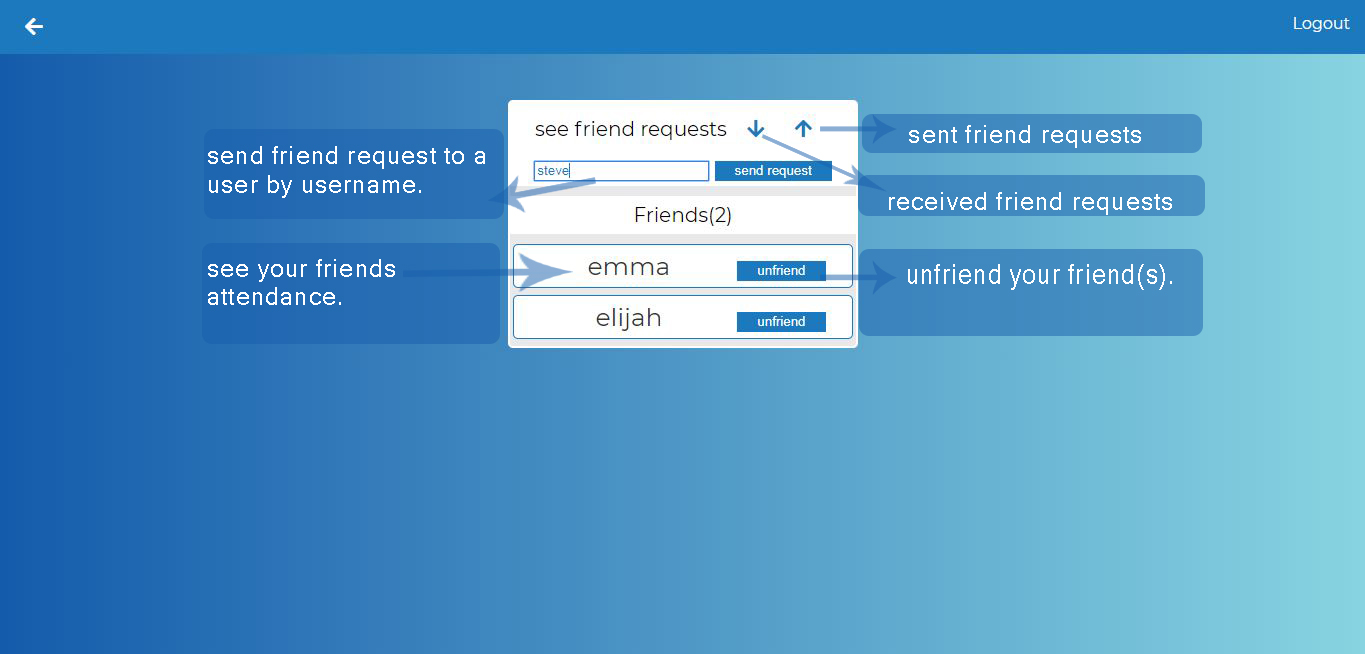 Logout
see friend requests
sent friend requests
send friend request to a
user by username.
steve
send request
received friend requests
Friends(2)
see your friends
attendance.
emma
unfriend
unfriend your friend(s).
elijah
unfriend